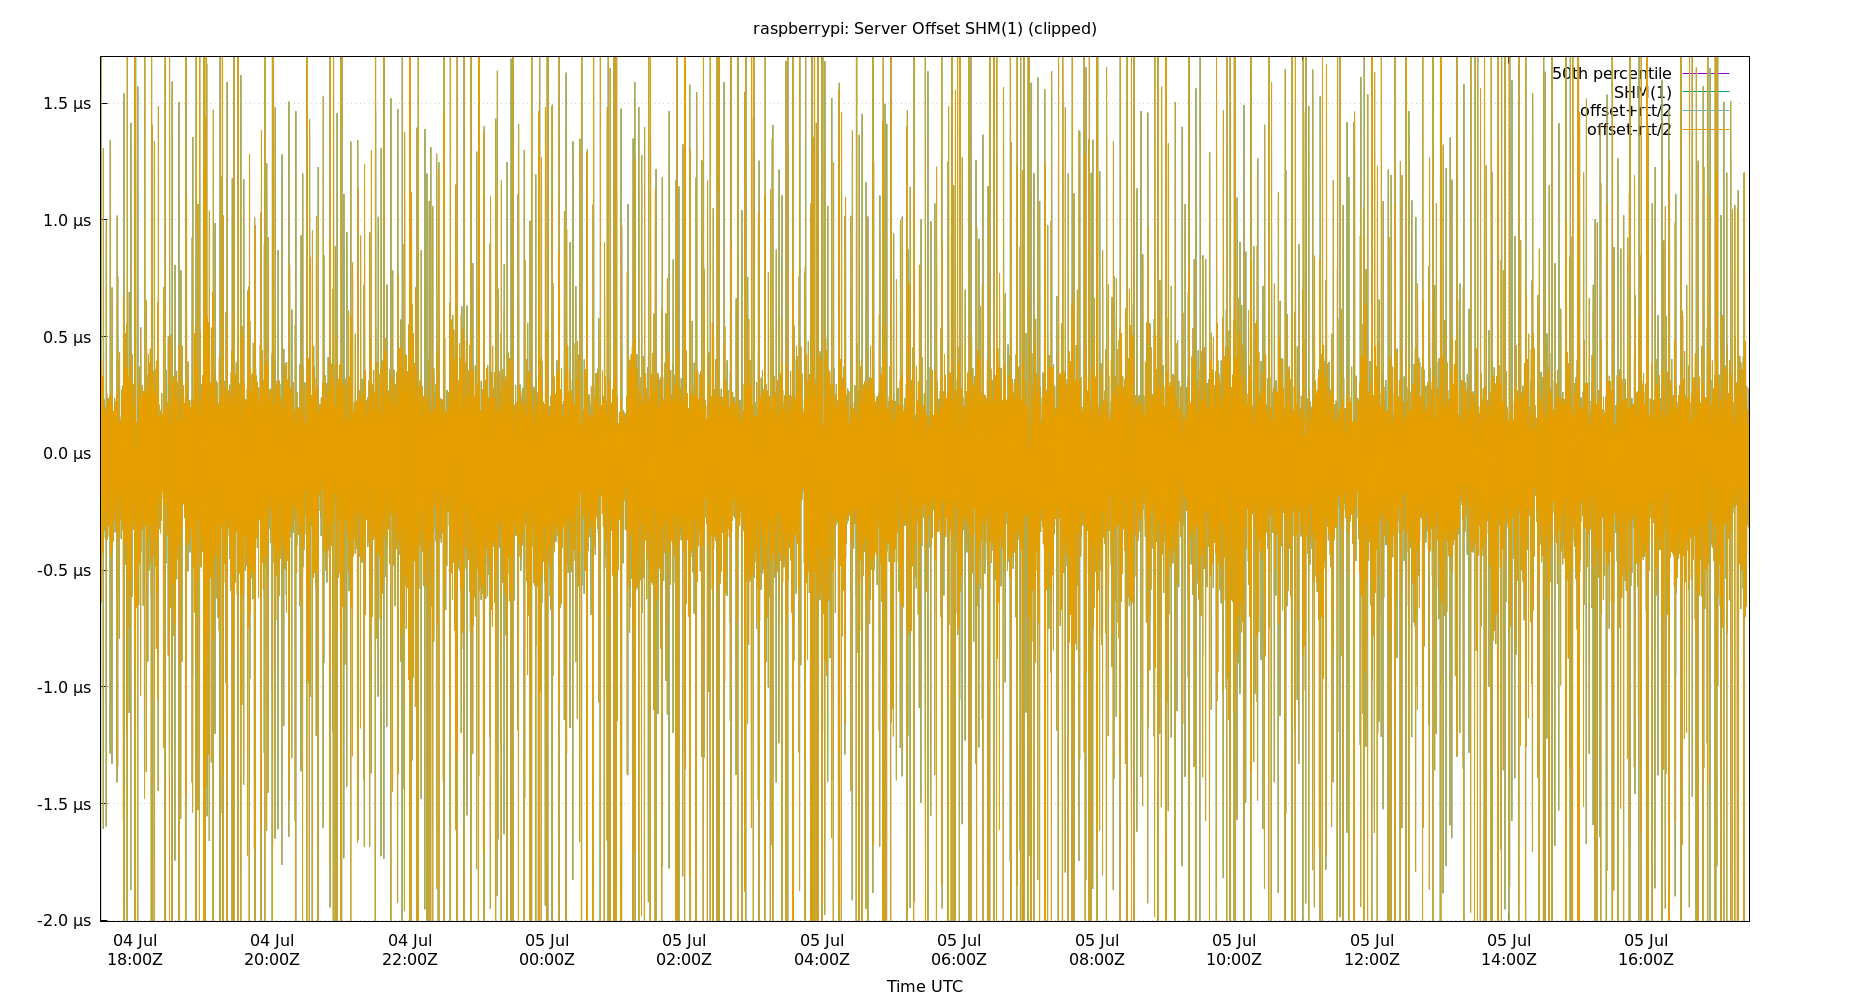 raspberrypi: Server Offset SHM(1) (clipped)
50th percentile
SHM(1)
offset+rtt/2
offset-rtt/2
1.5 µs
1.0 µs
0.5 µs
0.0 µs
-0.5 µs
-1.0 µs
-1.5 µs
-2.0 µs
04 Jul 04 Jul 04 Jul 05 Jul 05 Jul 05 Jul 05 Jul 05 Jul 05 Jul 05 Jul 05 Jul 05 Jul
18:00Z 20:00Z 22:00Z 00:00Z 02:00Z 04:00Z 06:00Z 08:00Z 10:00Z 12:00Z 14:00Z 16:00Z
Time UTC